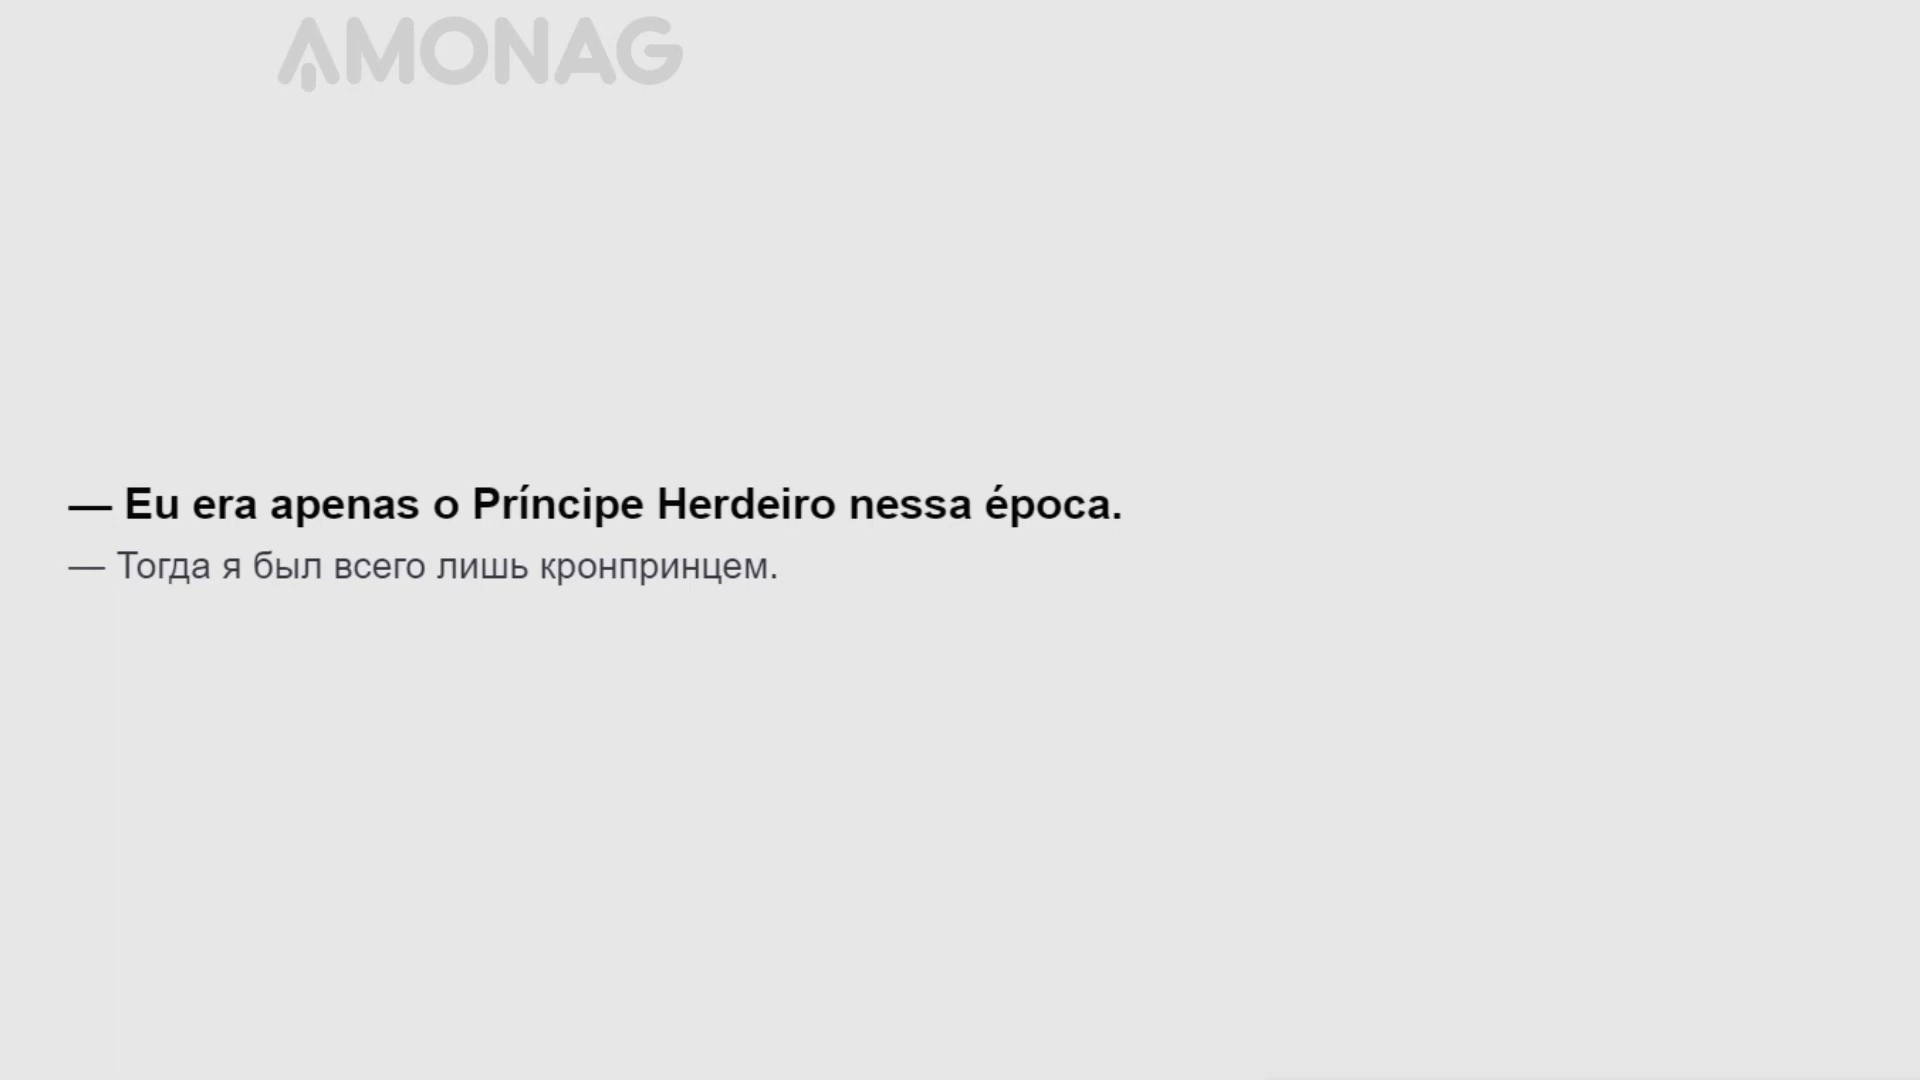 AMONAG
— Eu era apenas o Príncipe Herdeiro nessa época.
— Тогда я был всего лишь кронпринцем.